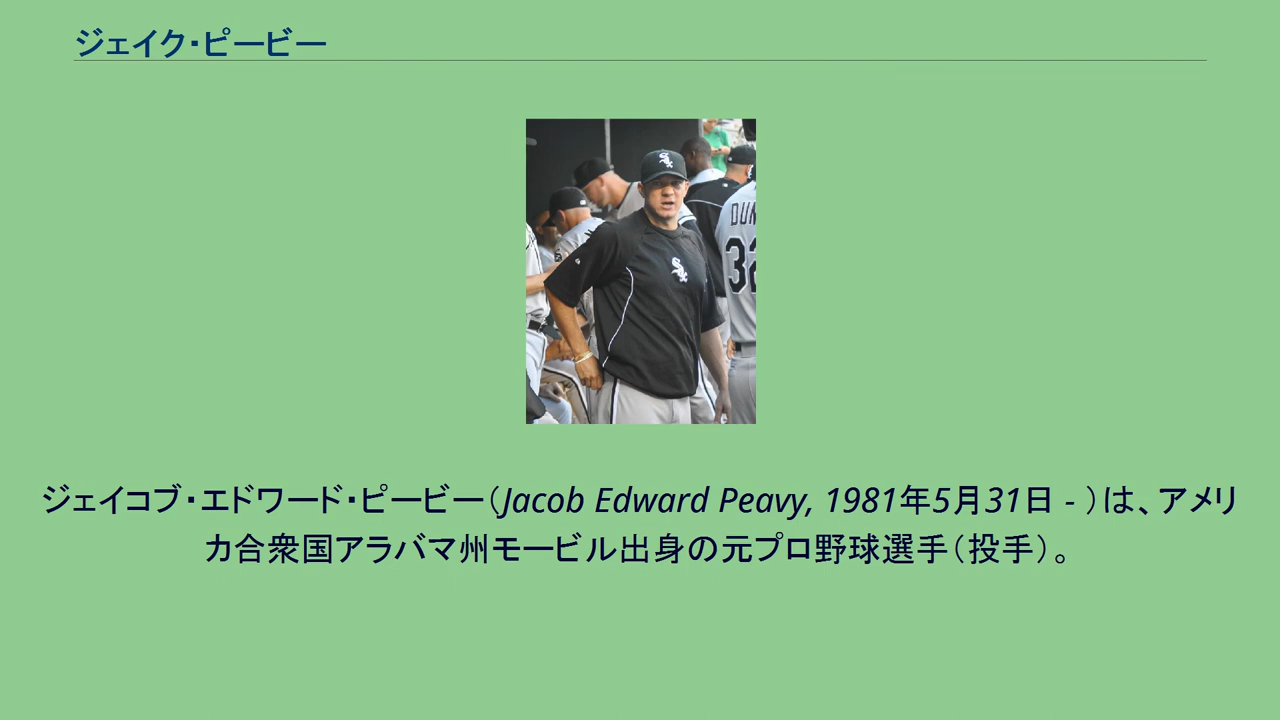 ジェイク・ピービー
DUN
32
ジェイコブ・エドワード・ピービー（Jacob Edward Peavy, 1981年5月31日 - ）は、アメリ
カ合衆国アラバマ州モービル出身の元プロ野球選手（投手）。